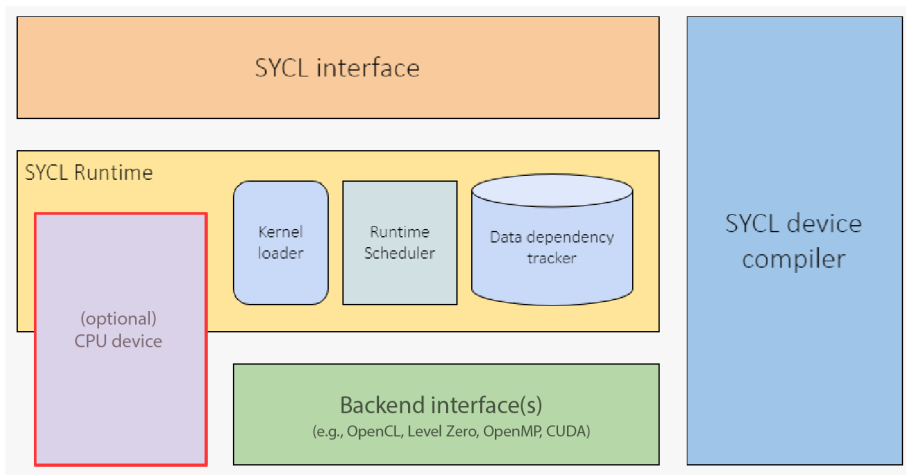 SYCL interface
SYCL Runtime
Kernel
loader
Runtime
Scheduler
Data dependency
tracker
(optional)
CPU device
Backend interface(s)
(e.g., OpenCL, Level Zero, OpenMP, CUDA)
SYCL device
compiler